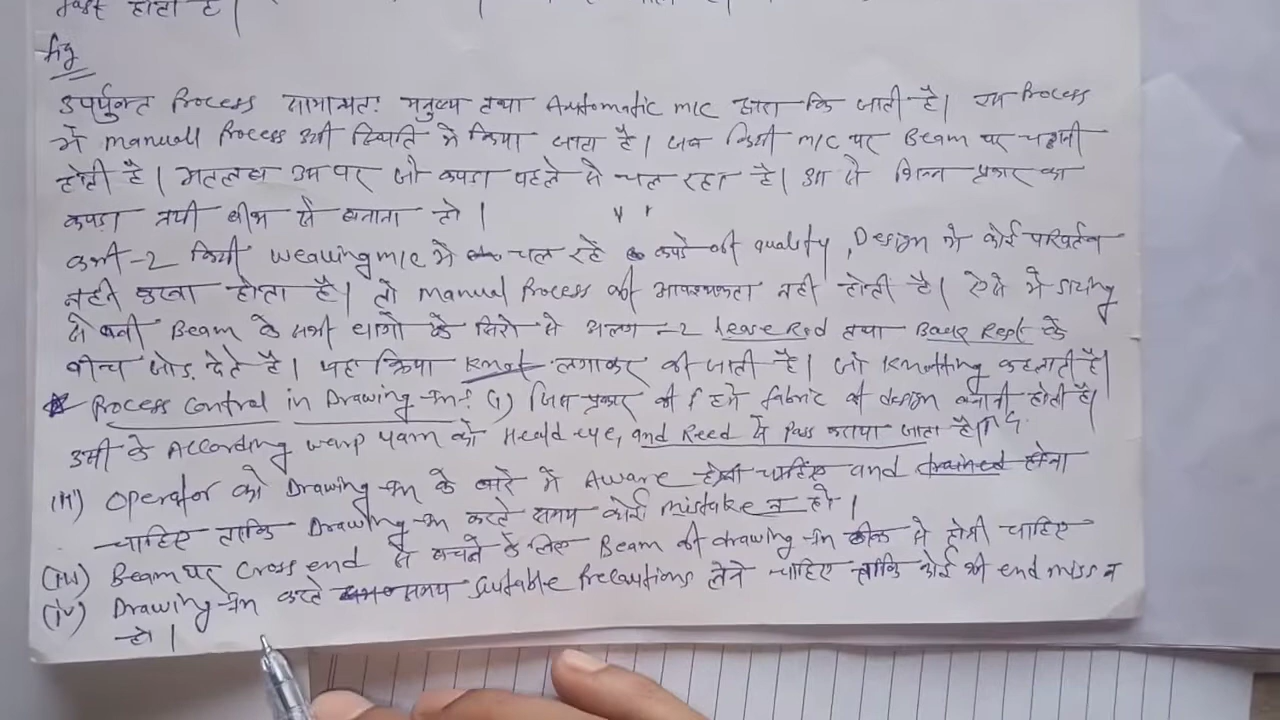 होता है|
fig
उपर्युक्त Process सामान्यतः मनुष्य तथा Automatic m/c द्वारा कि जाती है| इस Process
में manuall Process उसी स्थिति में किया जाता है| जब किसी m/c पर Beam पर चढ़ानी
होती है| मतलब उस पर जो कपड़ा पहले से चल रहा है| उस से भिन्न प्रकार का
कपड़ा नयी बीम से बनाना हो|
कभी-2 किसी Weaving m/c में चल रहे कपड़े की quality, Design में कोई परिवर्तन
नहीं करना होता है| तो manual Process की आवश्यकता नहीं होती है| ऐसे में
से बनी Beam के सभी धागों के सिरों से अलग-2 Lease Rod तथा Back Rest के
बीच जोड़ देते है| यह क्रिया Knot लगाकर की जाती है| जो Knotting कहलाती है|
Process Control in Drawing-In: (i) जिस प्रकार की हमे fabric की design बनानी होती है|
उसी के According warp yarn को Heald eye, and Reed में Pass कराया जाता है|
(ii) Operator को Drawing-In के बारे में Aware होना चाहिए and drained होना
चाहिए ताकि Drawing-In करते समय कोई mistake न हो|
(iii) Beam पर Cross end से बचने के लिए Beam की drawing-In ठीक से होनी चाहिए
(iv) Drawing-In करते समय Suitable Precautions लेने चाहिए ताकि कोई भी end miss न
हो|